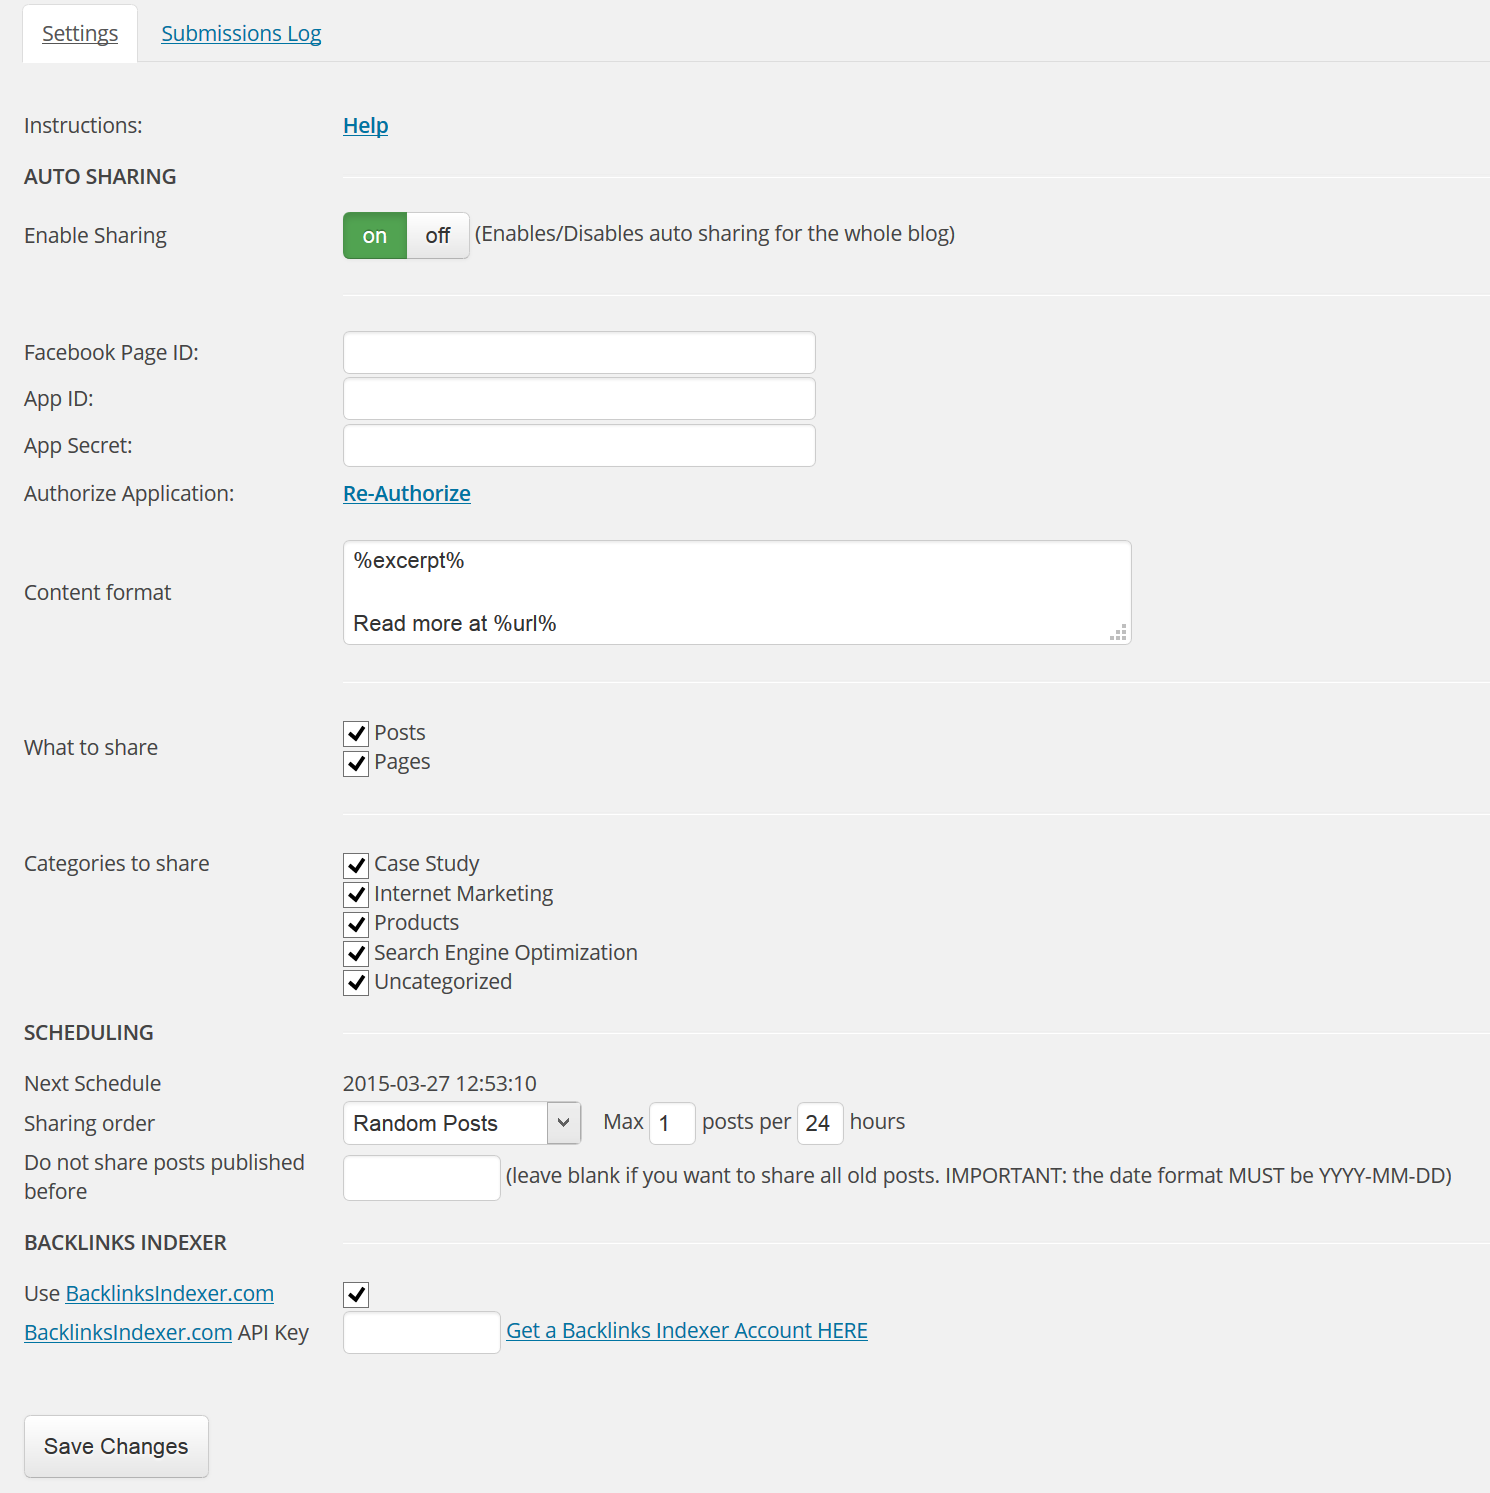 Settings Submissions Log
Instructions: Help
AUTO SHARING
Enable Sharing on off (Enables/Disables auto sharing for the whole blog)
Facebook Page ID:
App ID:
App Secret:
Authorize Application: Re-Authorize
%excerpt%
Content format
Read more at %url%
Posts
What to share
Pages
Categories to share Case Study
Internet Marketing
Products
Search Engine Optimization
Uncategorized
SCHEDULING
Next Schedule 2015-03-27 12:53:10
Sharing order Random Posts Max 1 posts per 24 hours
Do not share posts published
before
(leave blank if you want to share all old posts. IMPORTANT: the date format MUST be YYYY-MM-DD)
BACKLINKS INDEXER
Use BacklinksIndexer.com
BacklinksIndexer.com API Key Get a Backlinks Indexer Account HERE
Save Changes